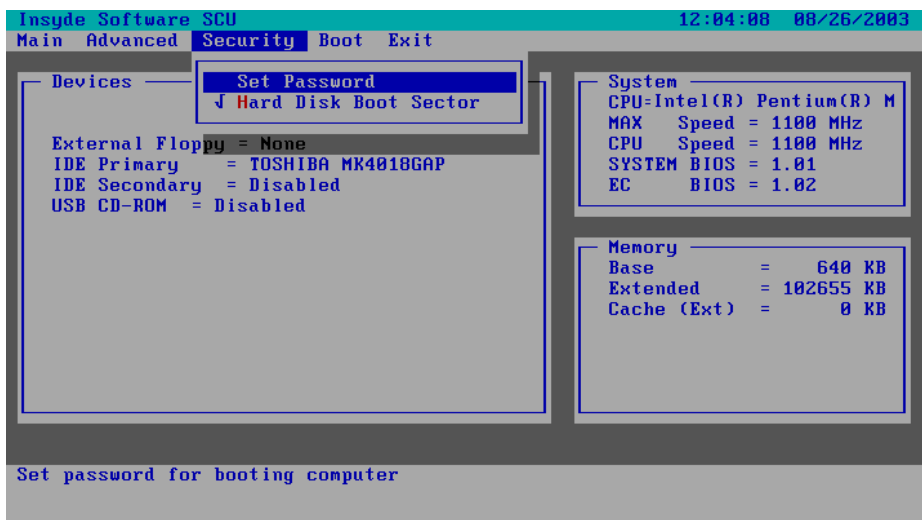 Insyde Software SCU 12:04:08 08/26/2003
Main Advanced Security Boot Exit
Set Password
√ Hard Disk Boot Sector
Devices
External Floppy = None
IDE Primary = TOSHIBA MK4018GAP
IDE Secondary = Disabled
USB CD-ROM = Disabled
System
CPU=Intel(R) Pentium(R) M
MAX Speed = 1100 MHz
CPU Speed = 1100 MHz
SYSTEM BIOS = 1.01
EC BIOS = 1.02
Memory
Base = 640 KB
Extended = 102655 KB
Cache (Ext) = 0 KB
Set password for booting computer